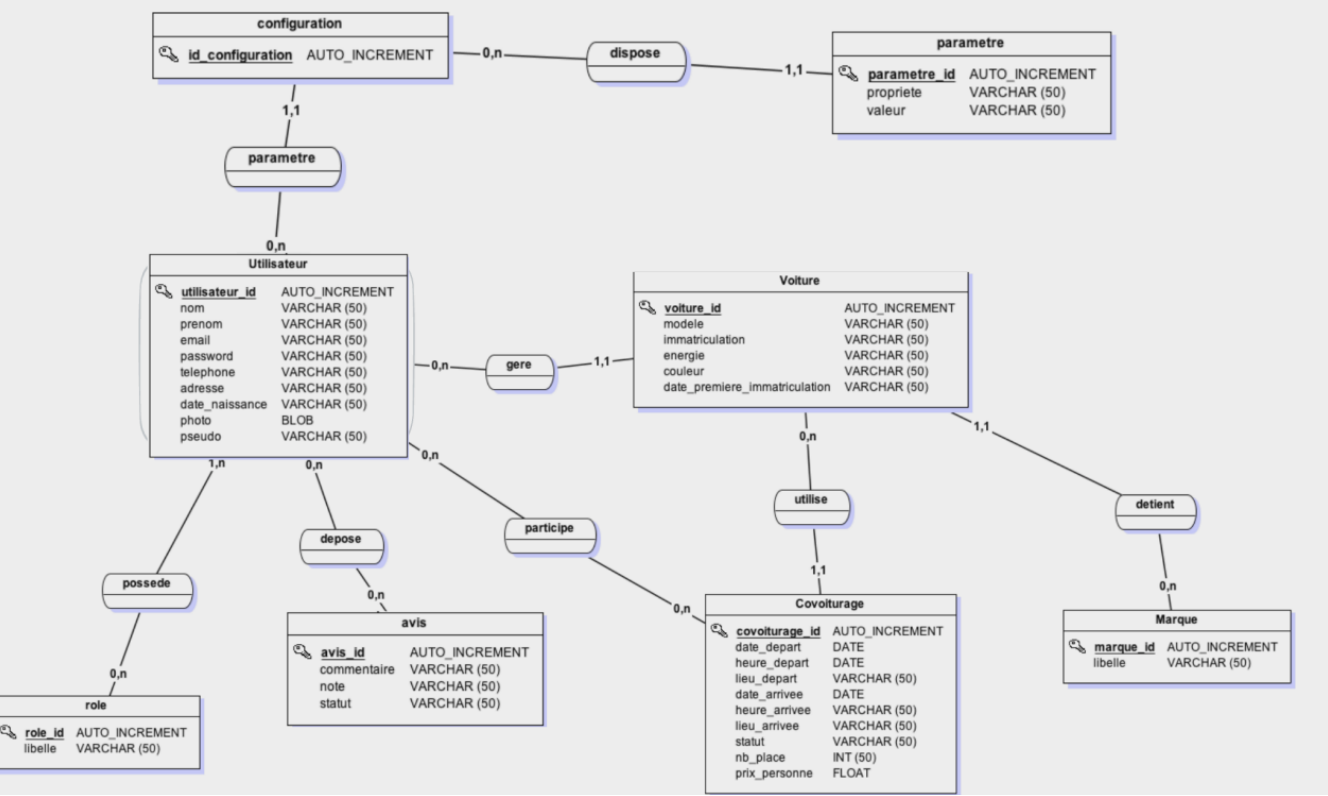 configuration
id_configuration AUTO_INCREMENT
0,n
dispose
1,1
parametre
parametre_id AUTO_INCREMENT
propriete VARCHAR (50)
valeur VARCHAR (50)
1,1
parametre
0,n
Utilisateur
utilisateur_id AUTO_INCREMENT
nom VARCHAR (50)
prenom VARCHAR (50)
email VARCHAR (50)
password VARCHAR (50)
telephone VARCHAR (50)
adresse VARCHAR (50)
date_naissance VARCHAR (50)
photo BLOB
pseudo VARCHAR (50)
0,n
gere
1,1
Voiture
voiture_id AUTO_INCREMENT
modele VARCHAR (50)
immatriculation VARCHAR (50)
energie VARCHAR (50)
couleur VARCHAR (50)
date_premiere_immatriculation VARCHAR (50)
1,n
possede
0,n
role
role_id AUTO_INCREMENT
libelle VARCHAR (50)
0,n
depose
0,n
avis
avis_id AUTO_INCREMENT
commentaire VARCHAR (50)
note VARCHAR (50)
statut VARCHAR (50)
0,n
participe
0,n
0,n
utilise
1,1
Covoiturage
covoiturage_id AUTO_INCREMENT
date_depart DATE
heure_depart DATE
lieu_depart VARCHAR (50)
date_arrivee DATE
heure_arrivee VARCHAR (50)
lieu_arrivee VARCHAR (50)
statut VARCHAR (50)
nb_place INT (50)
prix_personne FLOAT
1,1
detient
0,n
Marque
marque_id AUTO_INCREMENT
libelle VARCHAR (50)